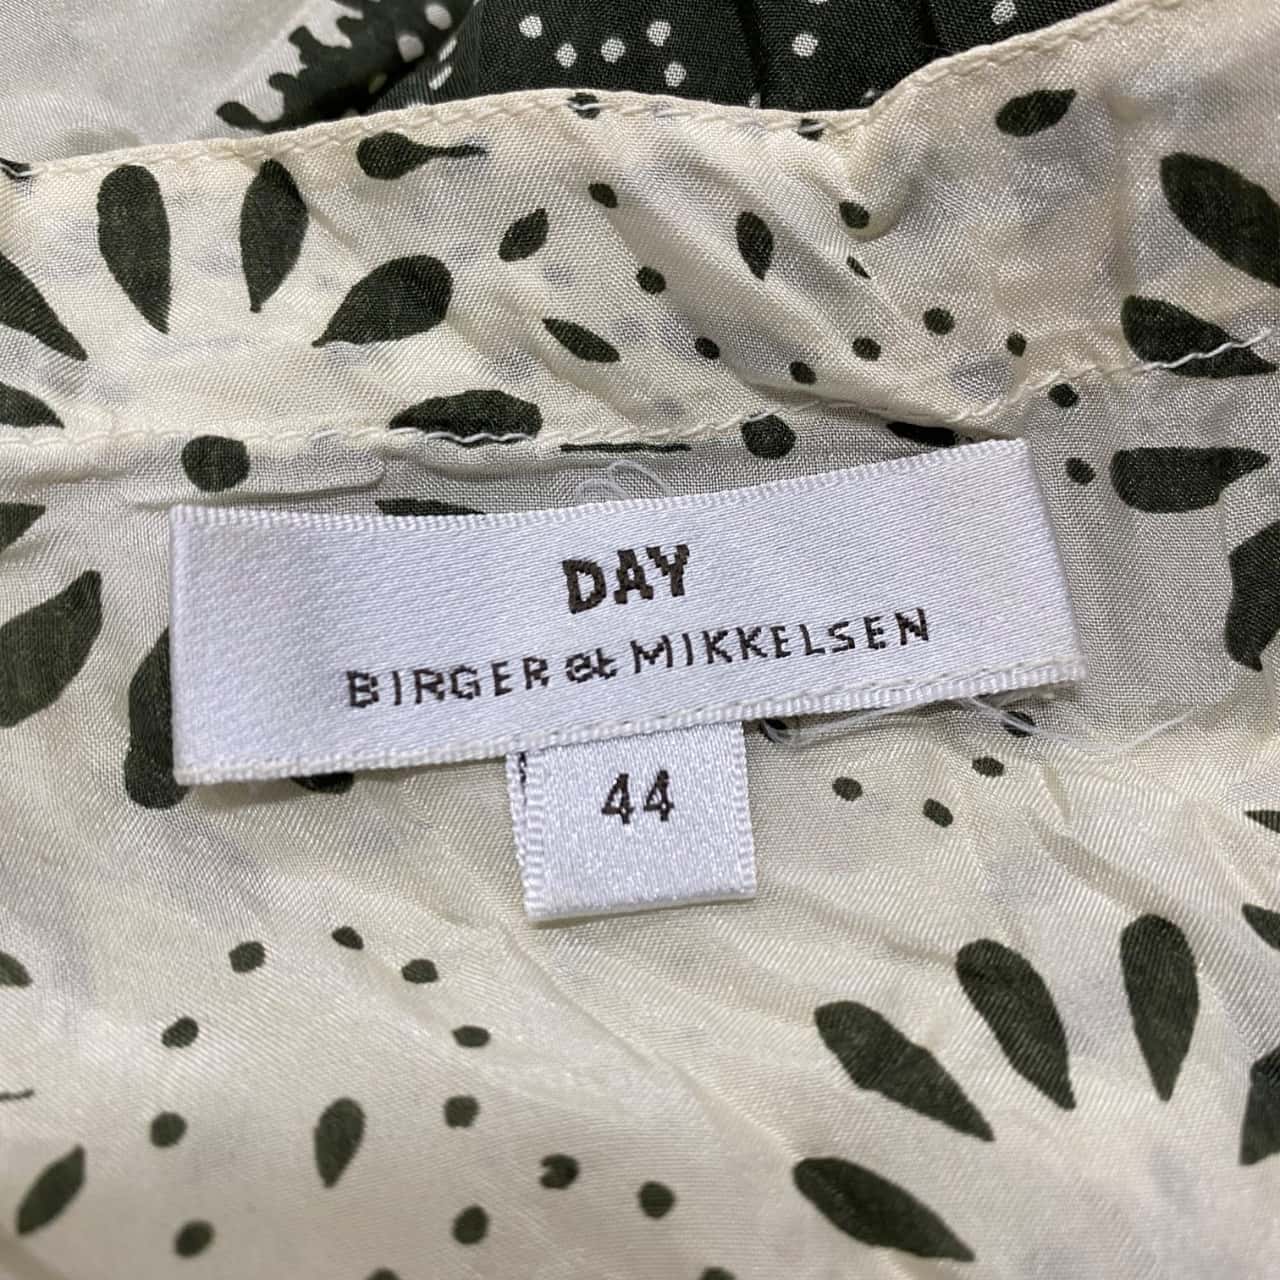 DAY
BIRGER et MIKKELSEN
44